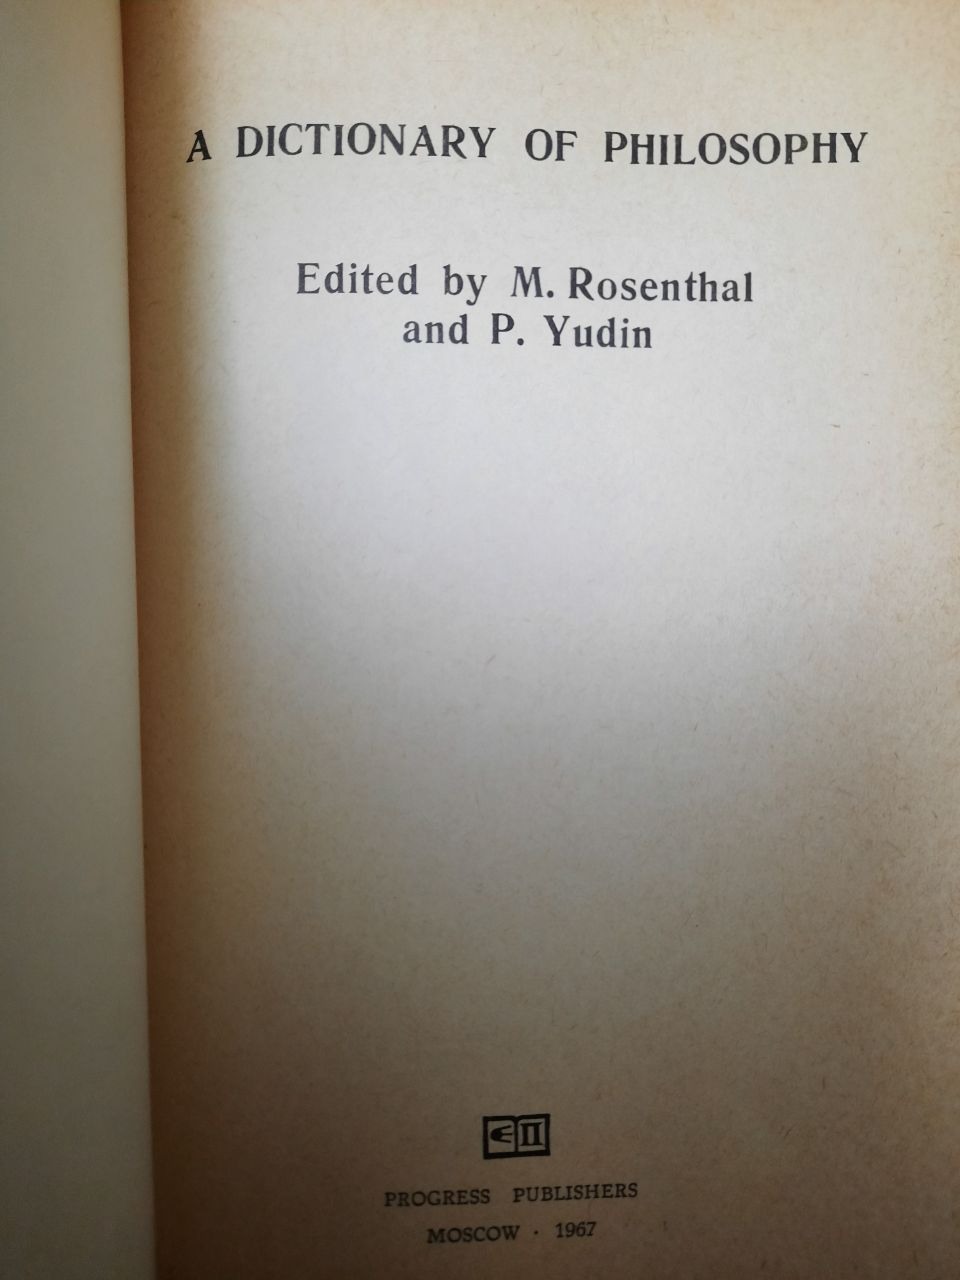 A DICTIONARY OF PHILOSOPHY
Edited by M. Rosenthal
and P. Yudin
П
PROGRESS PUBLISHERS
MOSCOW · 1967